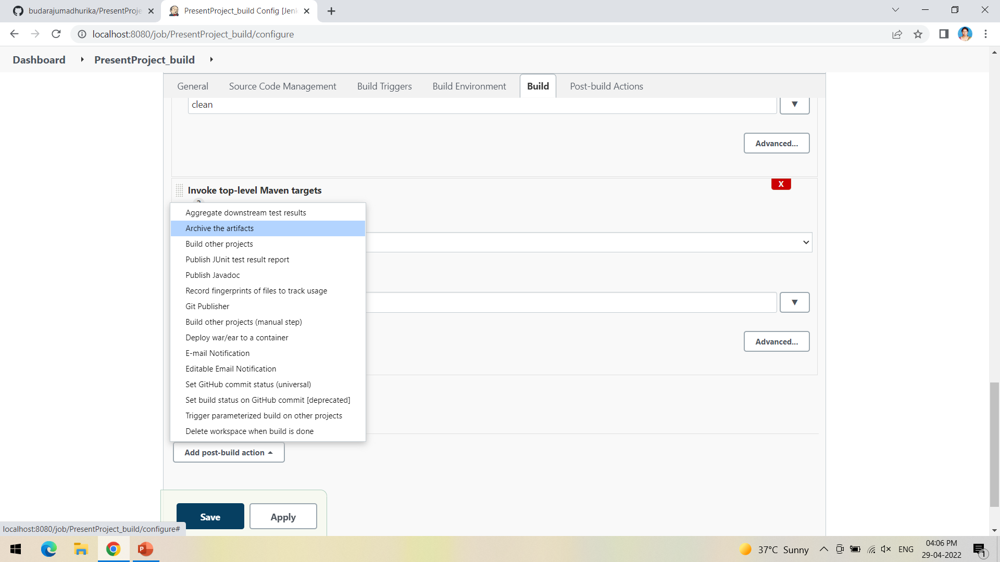 budarajumadhurika/PresentProje
PresentProject_build Config [Jenk
localhost:8080/job/PresentProject_build/configure
Dashboard
PresentProject_build
General
Source Code Management
Build Triggers
Build Environment
Build
Post-build Actions
clean
Advanced...
Invoke top-level Maven targets
X
Aggregate downstream test results
Archive the artifacts
Build other projects
Publish JUnit test result report
Publish Javadoc
Record fingerprints of files to track usage
Git Publisher
Build other projects (manual step)
Deploy war/ear to a container
E-mail Notification
Editable Email Notification
Set GitHub commit status (universal)
Set build status on GitHub commit [deprecated]
Trigger parameterized build on other projects
Delete workspace when build is done
Advanced...
Add post-build action
Save
Apply
localhost:8080/job/PresentProject_build/configure#
37°C Sunny
ENG
04:06 PM
29-04-2022
1